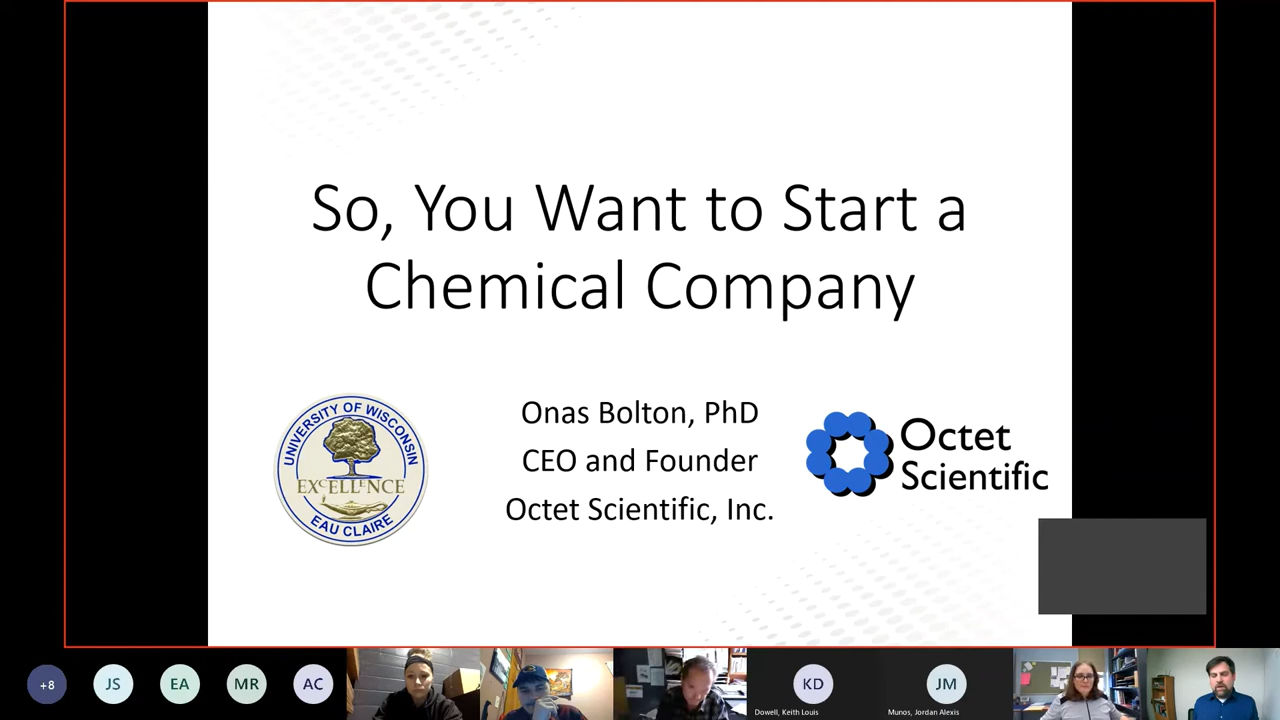 So, You Want to Start a
Chemical Company
UNIVERSITY OF WISCONSIN
EXCELLENCE
EAU CLAIRE
Onas Bolton, PhD
CEO and Founder
Octet Scientific, Inc.
Octet
Scientific
+8
JS
EA
MR
AC
KD
Dowell, Keith Louis
JM
Munos, Jordan Alexis